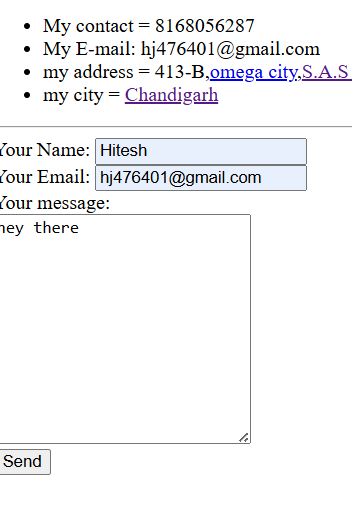 My contact = 8168056287
My E-mail: hj476401@gmail.com
my address = 413-B,omega city,S.A.S
my city = Chandigarh
Your Name: Hitesh
Your Email: hj476401@gmail.com
Your message:
hey there
Send